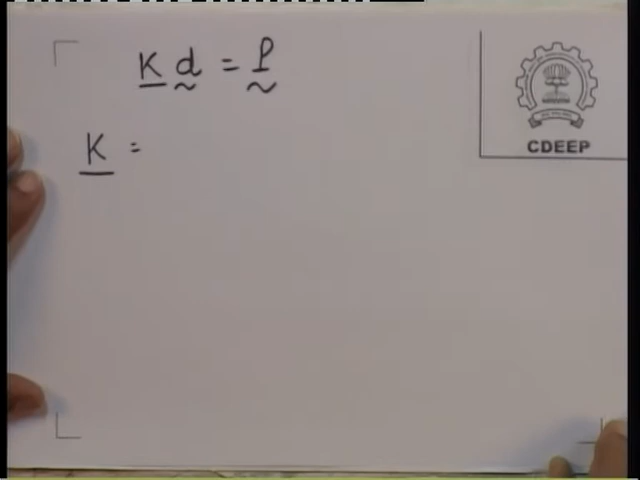 K d = P
K =
CDEEP